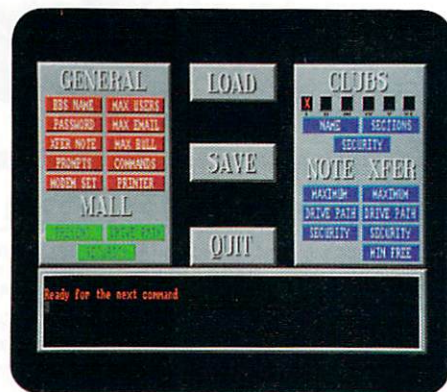 GENERAL
BBS NAME MAX USERS
PASSWORD MAX EMAIL
XFER NOTE MAX BULL
PROMPTS COMMANDS
MODEM SET PRINTER
MALL
PRESENT DRIVE PATH
SECURITY
LOAD
SAVE
QUIT
CLUBS
X
NAME SECTIONS
SECURITY
NOTE XFER
MAXIMUM MAXIMUM
DRIVE PATH DRIVE PATH
SECURITY SECURITY
MIN FREE
Ready for the next command